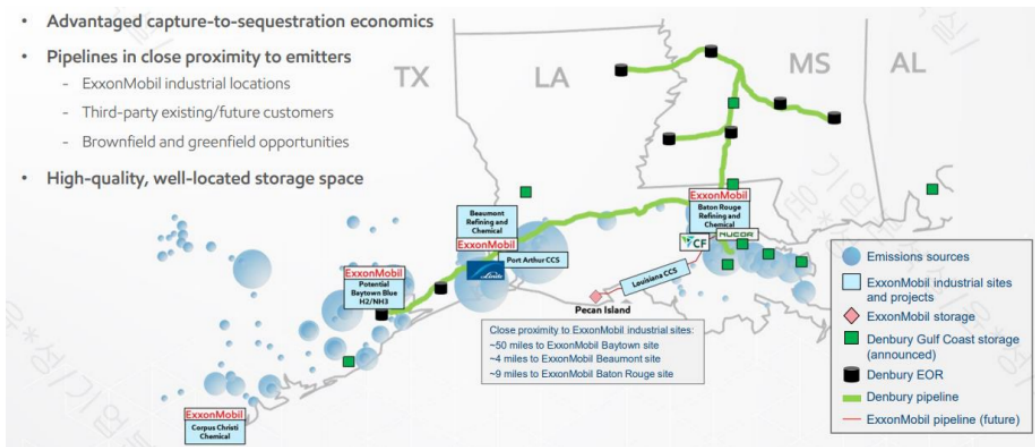 • Advantaged capture-to-sequestration economics
• Pipelines in close proximity to emitters
- ExxonMobil industrial locations
- Third-party existing/future customers
- Brownfield and greenfield opportunities
• High-quality, well-located storage space
TX
LA
MS
AL
Beaumont
Refining and
Chemical
ExxonMobil
Port Arthur CCS
Linde
ExxonMobil
Potential
Baytown Blue
H2/NH3
ExxonMobil
Corpus Christi
Chemical
ExxonMobil
Baton Rouge
Refining and
Chemical
CF
NUCOR
Louisiana CCS
Pecan Island
Close proximity to ExxonMobil industrial sites:
~50 miles to ExxonMobil Baytown site
~4 miles to ExxonMobil Beaumont site
~9 miles to ExxonMobil Baton Rouge site
Emissions sources
ExxonMobil industrial sites
and projects
ExxonMobil storage
Denbury Gulf Coast storage
(announced)
Denbury EOR
Denbury pipeline
ExxonMobil pipeline (future)